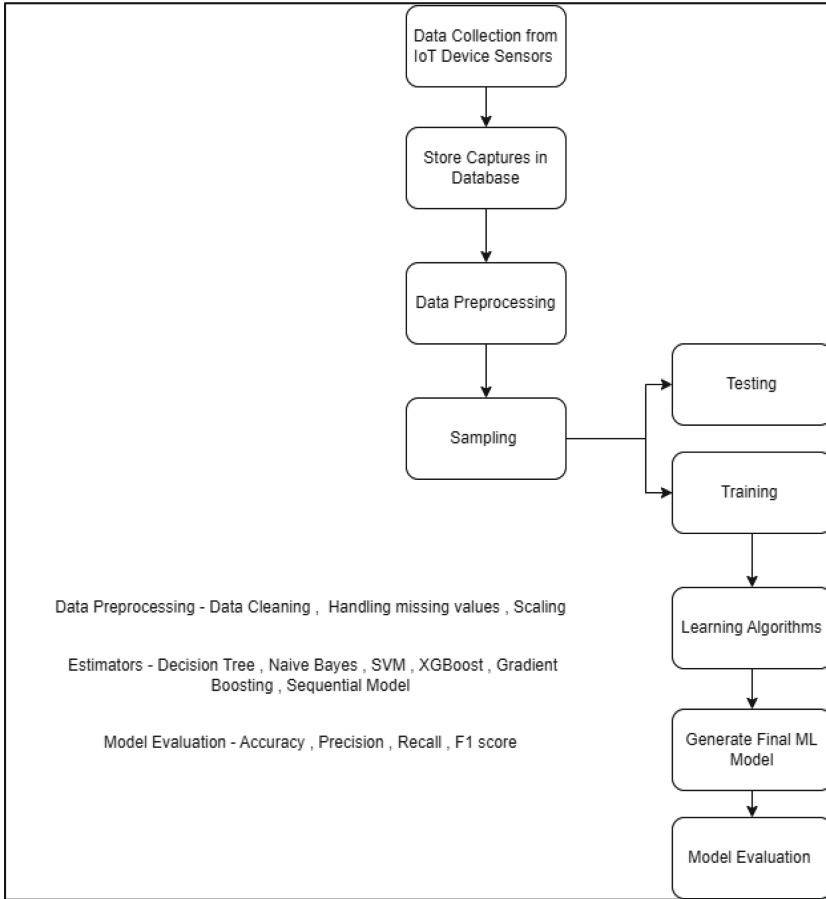 Data Collection from
IoT Device Sensors
Store Captures in
Database
Data Preprocessing
Sampling
Testing
Training
Data Preprocessing - Data Cleaning ,  Handling missing values , Scaling
Estimators - Decision Tree , Naive Bayes , SVM , XGBoost , Gradient
Boosting , Sequential Model
Model Evaluation - Accuracy , Precision , Recall , F1 score
Learning Algorithms
Generate Final ML
Model
Model Evaluation